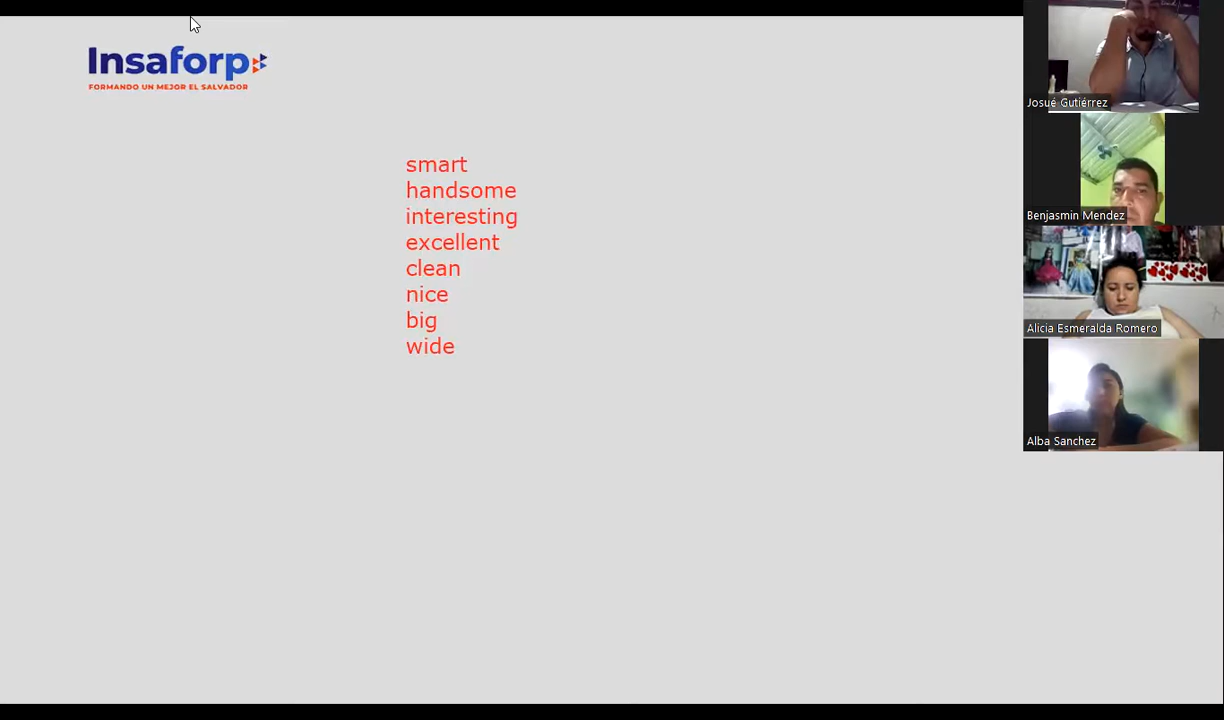 Insaforp
FORMANDO UN MEJOR EL SALVADOR
smart
handsome
interesting
excellent
clean
nice
big
wide
Josué Gutiérrez
Benjasmin Mendez
Alicia Esmeralda Romero
Alba Sanchez